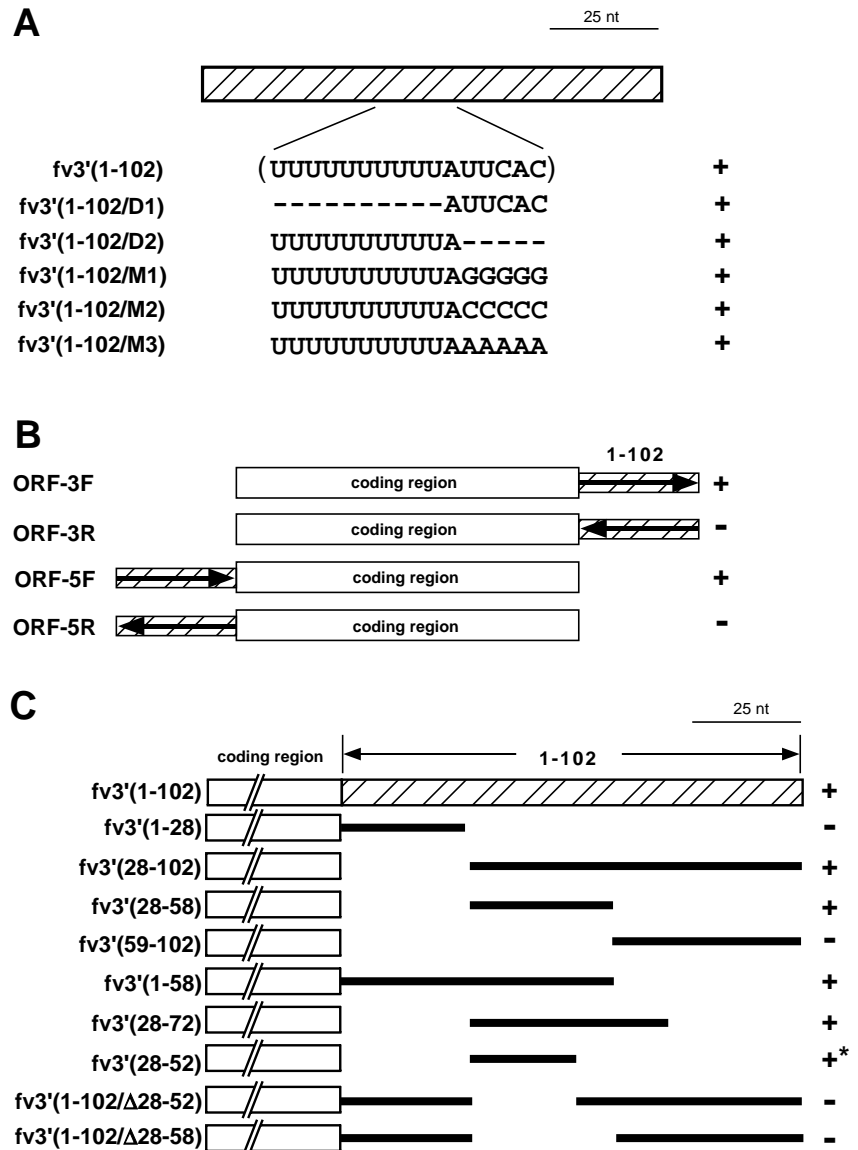 A
25 nt
fv3'(1-102) (UUUUUUUUUUAUUCAC) +
fv3'(1-102/D1) ----------AUUCAC +
fv3'(1-102/D2) UUUUUUUUUUA----- +
fv3'(1-102/M1) UUUUUUUUUUAGGGGG +
fv3'(1-102/M2) UUUUUUUUUUACCCCC +
fv3'(1-102/M3) UUUUUUUUUUAAAAAA +
B
1-102
ORF-3F coding region +
ORF-3R coding region -
ORF-5F coding region +
ORF-5R coding region -
C
25 nt
coding region 1-102
fv3'(1-102) +
fv3'(1-28) -
fv3'(28-102) +
fv3'(28-58) +
fv3'(59-102) -
fv3'(1-58) +
fv3'(28-72) +
fv3'(28-52) +*
fv3'(1-102/Δ28-52) -
fv3'(1-102/Δ28-58) -